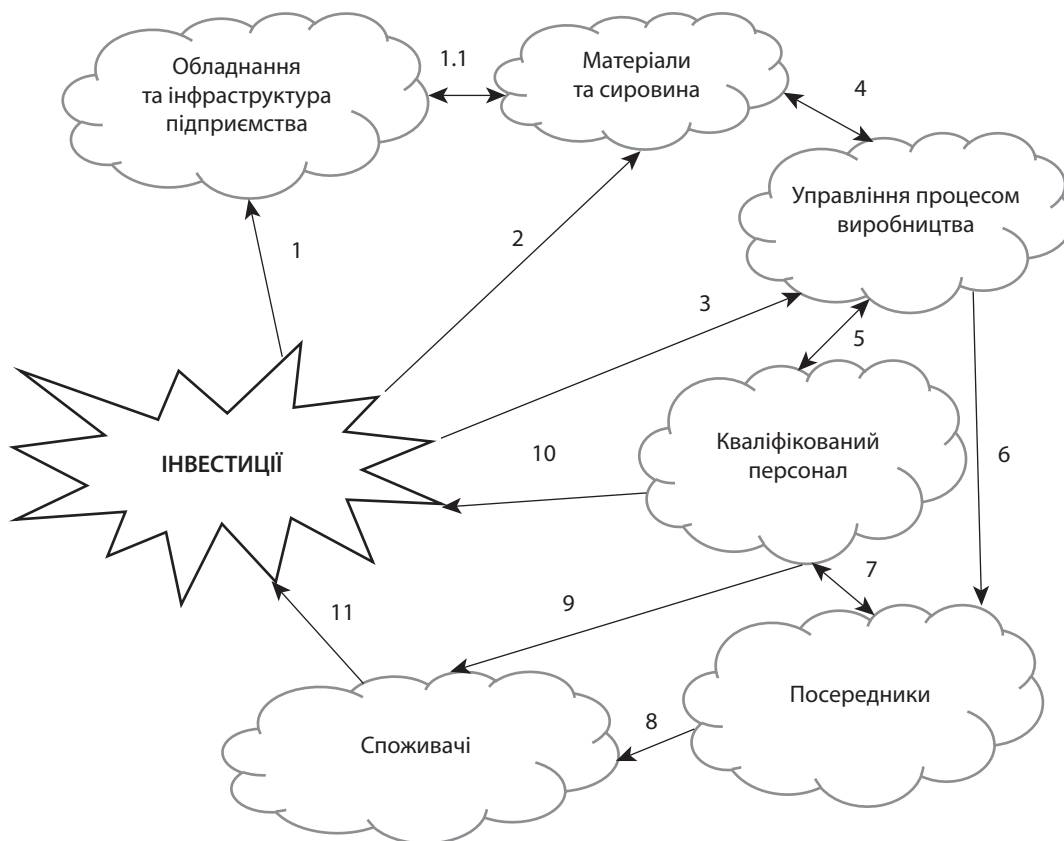 Обладнання
та інфраструктура
підприємства
1.1
Матеріали
та сировина
4
Управління процесом
виробництва
1
2
3
5
ІНВЕСТИЦІЇ
10
Кваліфікований
персонал
6
11
9
7
Споживачі
8
Посередники